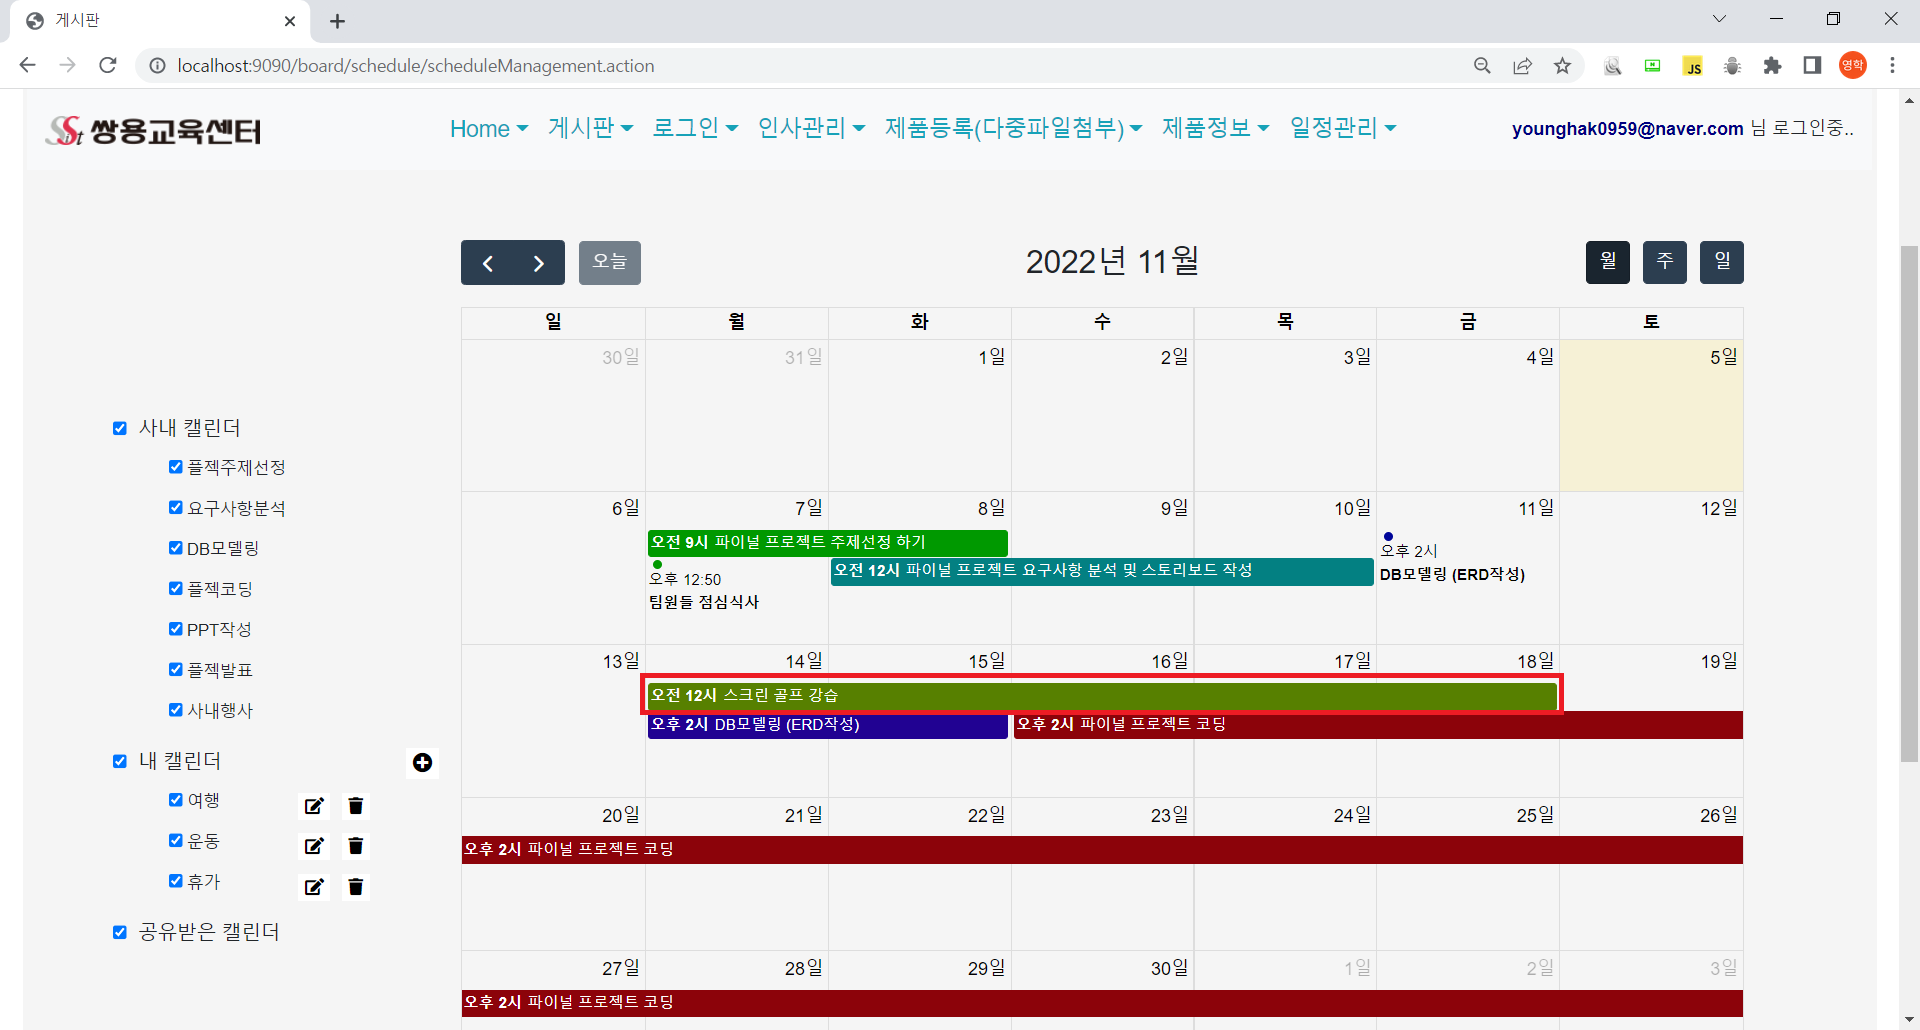 게시판
localhost:9090/board/schedule/scheduleManagement.action
JS
영학
Sist 쌍용교육센터
Home 게시판 로그인 인사관리 제품등록(다중파일첨부) 제품정보 일정관리
younghak0959@naver.com 님 로그인중..
오늘
2022년 11월
월 주 일
일 월 화 수 목 금 토
30일 31일 1일 2일 3일 4일 5일
6일 7일 8일 9일 10일 11일 12일
오전 9시 파이널 프로젝트 주제선정 하기
오후 12:50
팀원들 점심식사
오전 12시 파이널 프로젝트 요구사항 분석 및 스토리보드 작성
오후 2시
DB모델링 (ERD작성)
13일 14일 15일 16일 17일 18일 19일
오전 12시 스크린 골프 강습
오후 2시 DB모델링 (ERD작성)
오후 2시 파이널 프로젝트 코딩
20일 21일 22일 23일 24일 25일 26일
오후 2시 파이널 프로젝트 코딩
27일 28일 29일 30일 1일 2일 3일
오후 2시 파이널 프로젝트 코딩
사내 캘린더
플젝주제선정
요구사항분석
DB모델링
플젝코딩
PPT작성
플젝발표
사내행사
내 캘린더
여행
운동
휴가
공유받은 캘린더